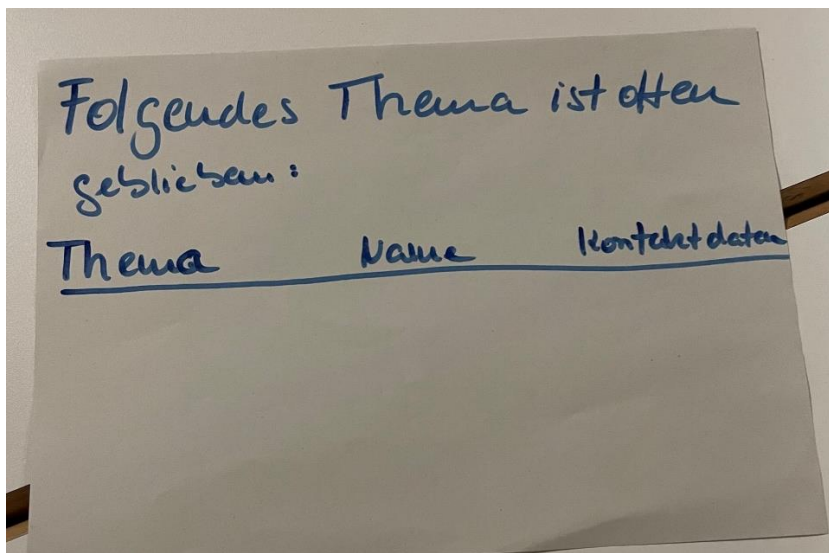 Folgendes Thema ist offen
geblieben:
Thema Name Kontaktdaten